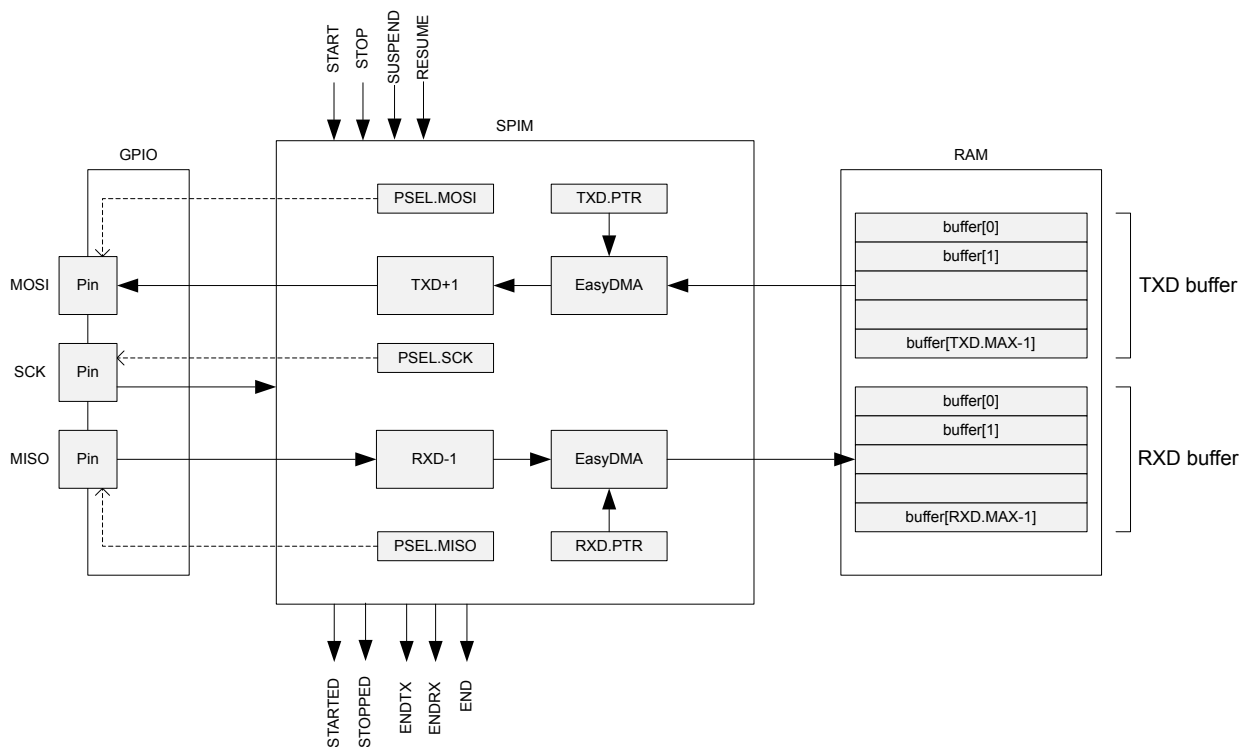 START
STOP
SUSPEND
RESUME
SPIM
GPIO
RAM
PSEL.MOSI
TXD.PTR
buffer[0]
buffer[1]
TXD buffer
MOSI
Pin
TXD+1
EasyDMA
buffer[TXD.MAX-1]
PSEL.SCK
SCK
Pin
buffer[0]
buffer[1]
RXD buffer
MISO
Pin
RXD-1
EasyDMA
buffer[RXD.MAX-1]
PSEL.MISO
RXD.PTR
STARTED
STOPPED
ENDTX
ENDRX
END